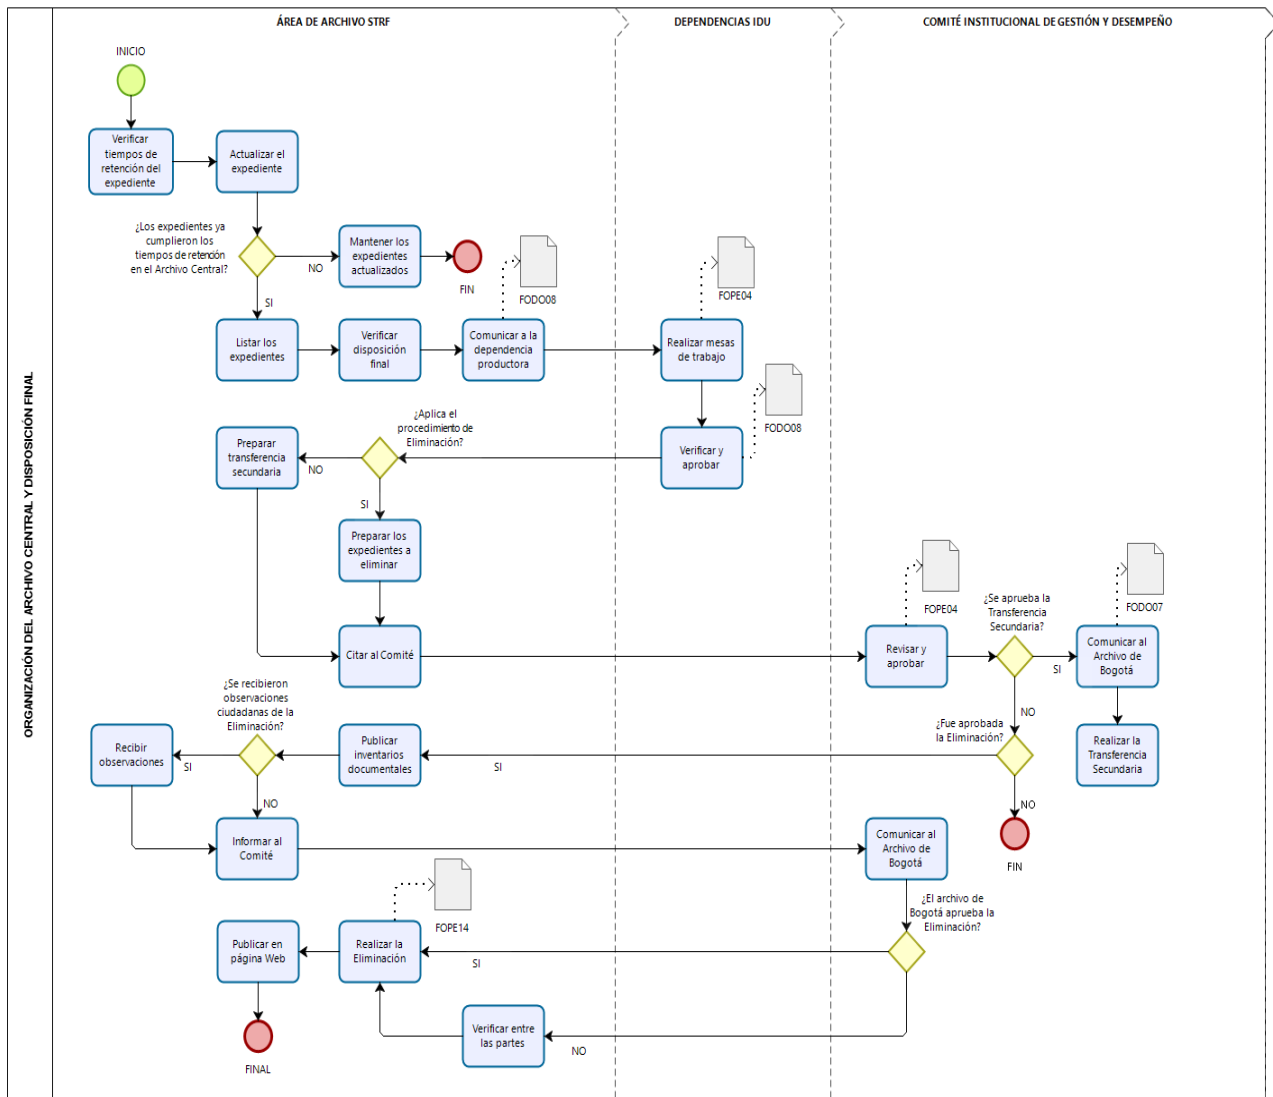 ÁREA DE ARCHIVO STRF
DEPENDENCIAS IDU
COMITÉ INSTITUCIONAL DE GESTIÓN Y DESEMPEÑO
ORGANIZACIÓN DEL ARCHIVO CENTRAL Y DISPOSICIÓN FINAL
INICIO
Verificar
tiempos de
retención del
expediente
Actualizar el
expediente
¿Los expedientes ya
cumplieron los
tiempos de retención
en el Archivo Central?
NO
Mantener los
expedientes
actualizados
FIN
SI
FODO08
FOPE04
Listar los
expedientes
Verificar
disposición
final
Comunicar a la
dependencia
productora
Realizar mesas
de trabajo
FODO08
Verificar y
aprobar
¿Aplica el
procedimiento de
Eliminación?
NO
Preparar
transferencia
secundaria
SI
Preparar los
expedientes a
eliminar
Citar al Comité
FOPE04
Revisar y
aprobar
¿Se aprueba la
Transferencia
Secundaria?
SI
FODO07
Comunicar al
Archivo de
Bogotá
Realizar la
Transferencia
Secundaria
NO
¿Fue aprobada
la Eliminación?
SI
NO
FIN
Publicar
inventarios
documentales
¿Se recibieron
observaciones
ciudadanas de la
Eliminación?
SI
Recibir
observaciones
NO
Informar al
Comité
Comunicar al
Archivo de
Bogotá
¿El archivo de
Bogotá aprueba la
Eliminación?
SI
FOPE14
Realizar la
Eliminación
Publicar en
página Web
NO
Verificar entre
las partes
FINAL